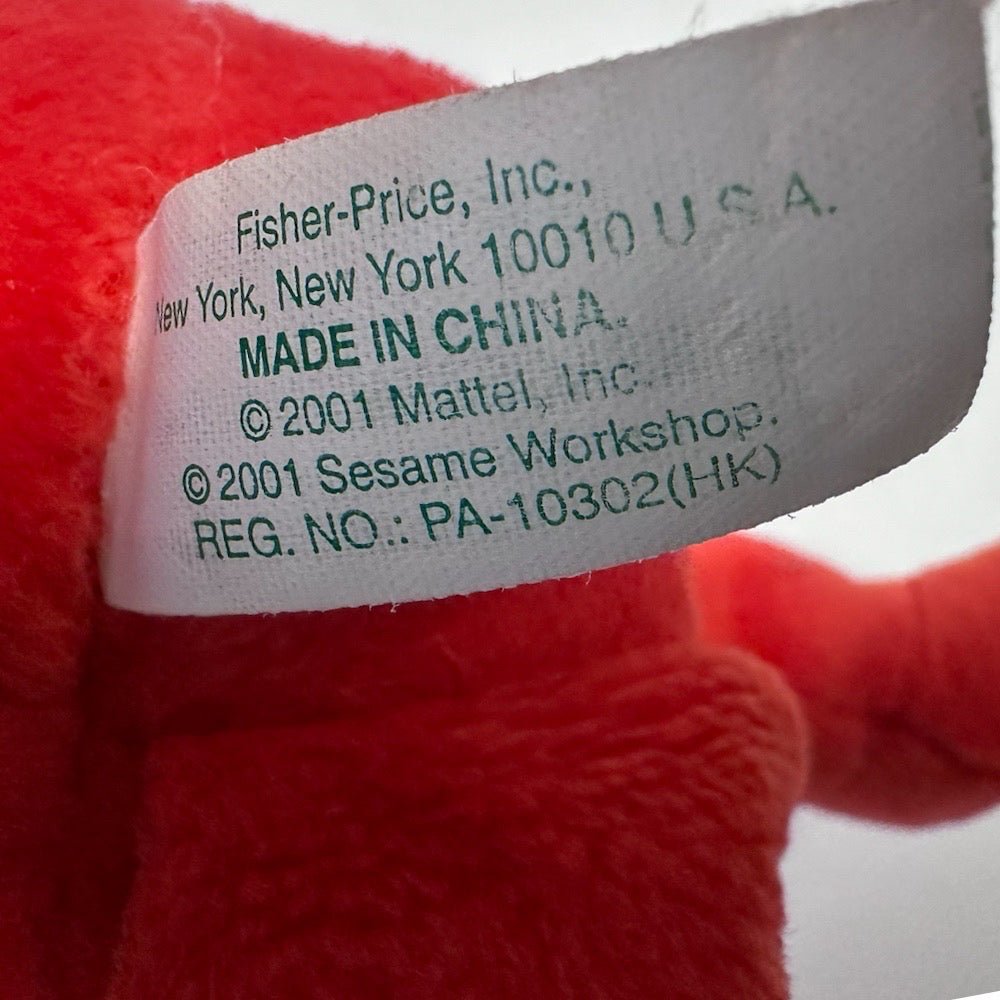 Fisher-Price, Inc.,
New York, New York 10010 U.S.A.
MADE IN CHINA.
©2001 Mattel, Inc.
©2001 Sesame Workshop.
REG. NO.: PA-10302(HK)